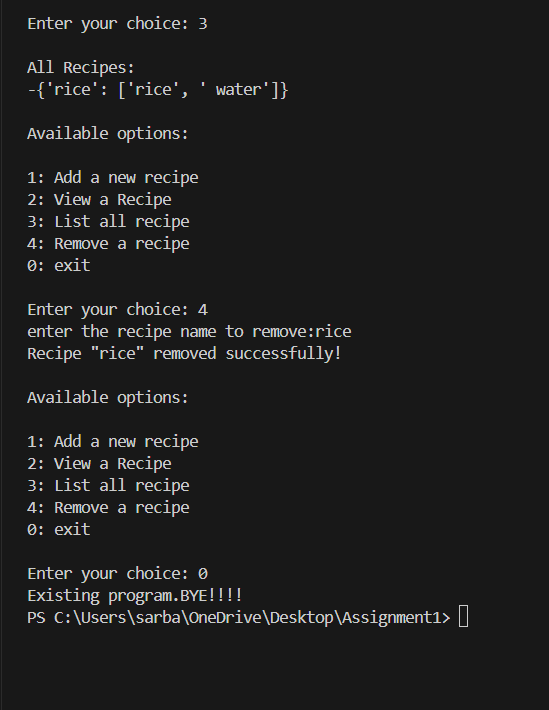 Enter your choice: 3
All Recipes:
-{'rice': ['rice', ' water']}
Available options:
1: Add a new recipe
2: View a Recipe
3: List all recipe
4: Remove a recipe
0: exit
Enter your choice: 4
enter the recipe name to remove:rice
Recipe "rice" removed successfully!
Available options:
1: Add a new recipe
2: View a Recipe
3: List all recipe
4: Remove a recipe
0: exit
Enter your choice: 0
Existing program.BYE!!!!
PS C:\Users\sarba\OneDrive\Desktop\Assignment1>